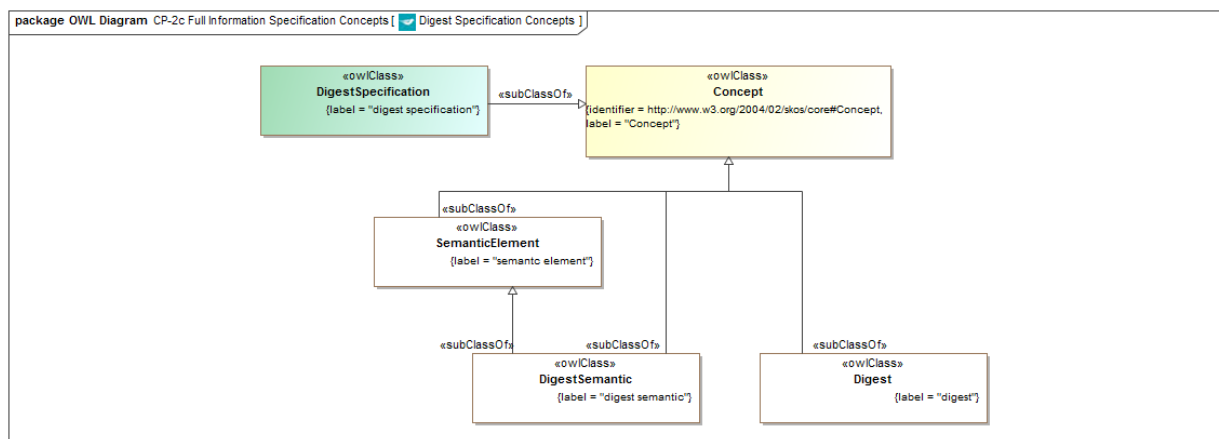 package OWL Diagram CP-2c Full Information Specification Concepts [ Digest Specification Concepts ]
«owlClass»
DigestSpecification
{label = "digest specification"}
«subClassOf»
«owlClass»
Concept
{identifier = http://www.w3.org/2004/02/skos/core#Concept,
label = "Concept"}
«subClassOf»
«owlClass»
SemanticElement
{label = "semantc element"}
«subClassOf»
«subClassOf»
«subClassOf»
«owlClass»
DigestSemantic
{label = "digest semantic"}
«owlClass»
Digest
{label = "digest"}